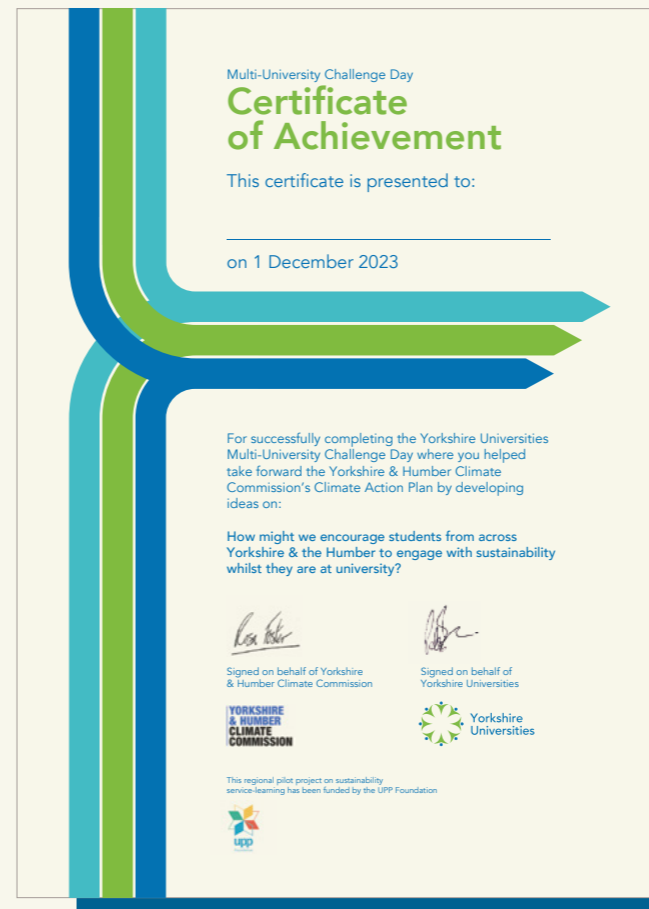 Multi-University Challenge Day
Certificate
of Achievement
This certificate is presented to:
on 1 December 2023
For successfully completing the Yorkshire Universities
Multi-University Challenge Day where you helped
take forward the Yorkshire & Humber Climate
Commission's Climate Action Plan by developing
ideas on:
How might we encourage students from across
Yorkshire & the Humber to engage with sustainability
whilst they are at university?
Signed on behalf of Yorkshire
& Humber Climate Commission
Signed on behalf of
Yorkshire Universities
YORKSHIRE
& HUMBER
CLIMATE
COMMISSION
Yorkshire
Universities
This regional pilot project on sustainability
service-learning has been funded by the UPP Foundation
upp